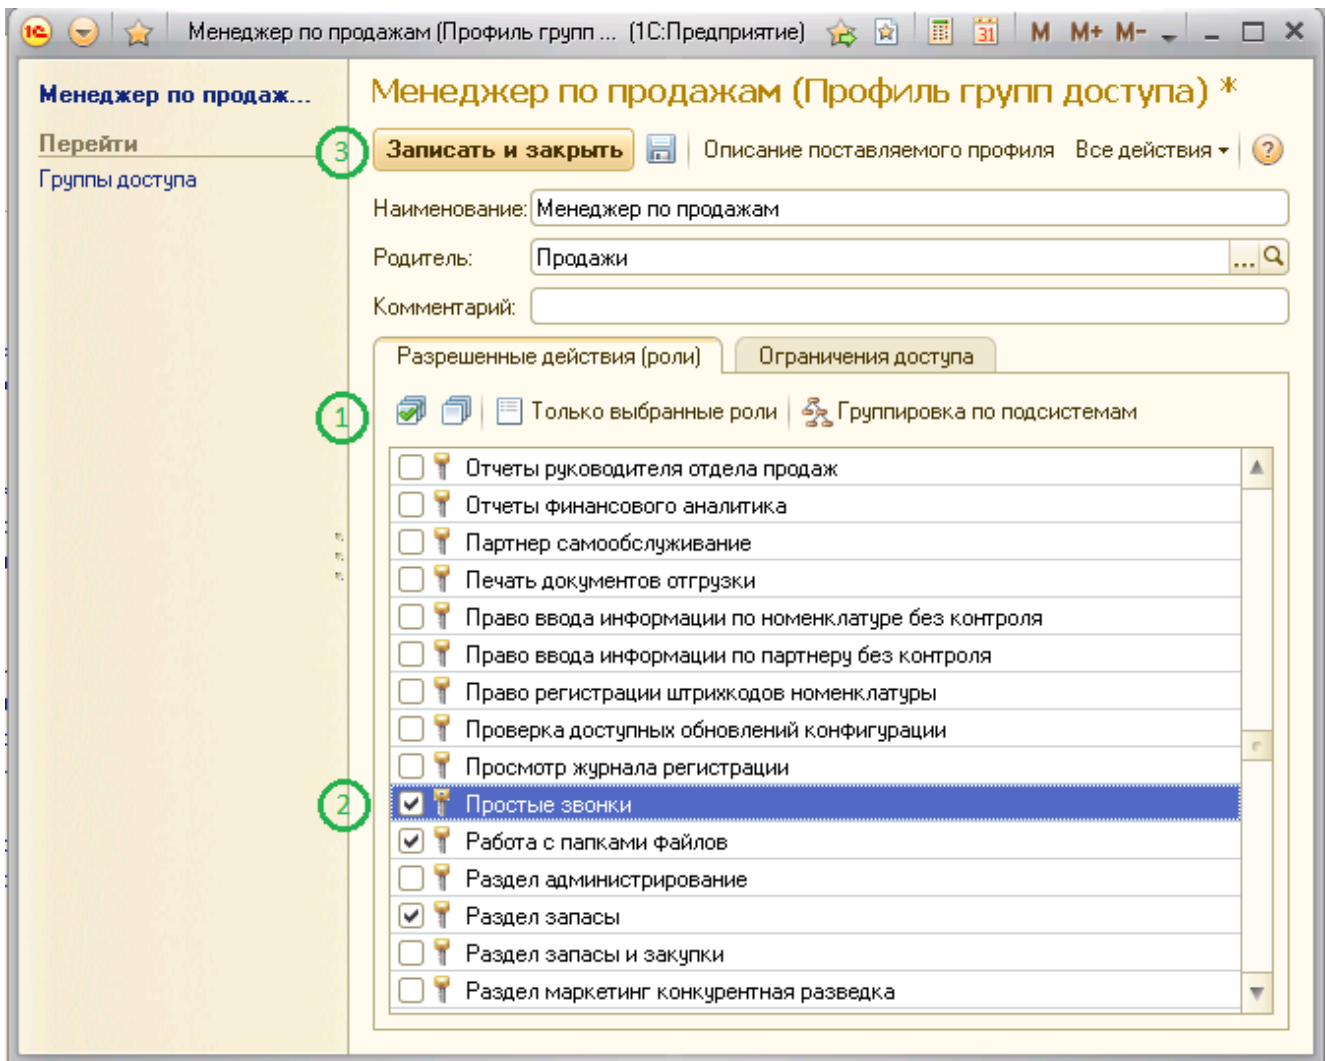 1С Менеджер по продажам (Профиль групп ... (1С:Предприятие) 31 M M+ M-
Менеджер по продаж...
Перейти
Группы доступа
Менеджер по продажам (Профиль групп доступа) *
3 Записать и закрыть Описание поставляемого профиля Все действия ?
Наименование: Менеджер по продажам
Родитель: Продажи ...
Комментарий:
Разрешенные действия (роли) Ограничения доступа
1 Только выбранные роли Группировка по подсистемам
Отчеты руководителя отдела продаж
Отчеты финансового аналитика
Партнер самообслуживание
Печать документов отгрузки
Право ввода информации по номенклатуре без контроля
Право ввода информации по партнеру без контроля
Право регистрации штрихкодов номенклатуры
Проверка доступных обновлений конфигурации
Просмотр журнала регистрации
2 Простые звонки
Работа с папками файлов
Раздел администрирование
Раздел запасы
Раздел запасы и закупки
Раздел маркетинг конкурентная разведка